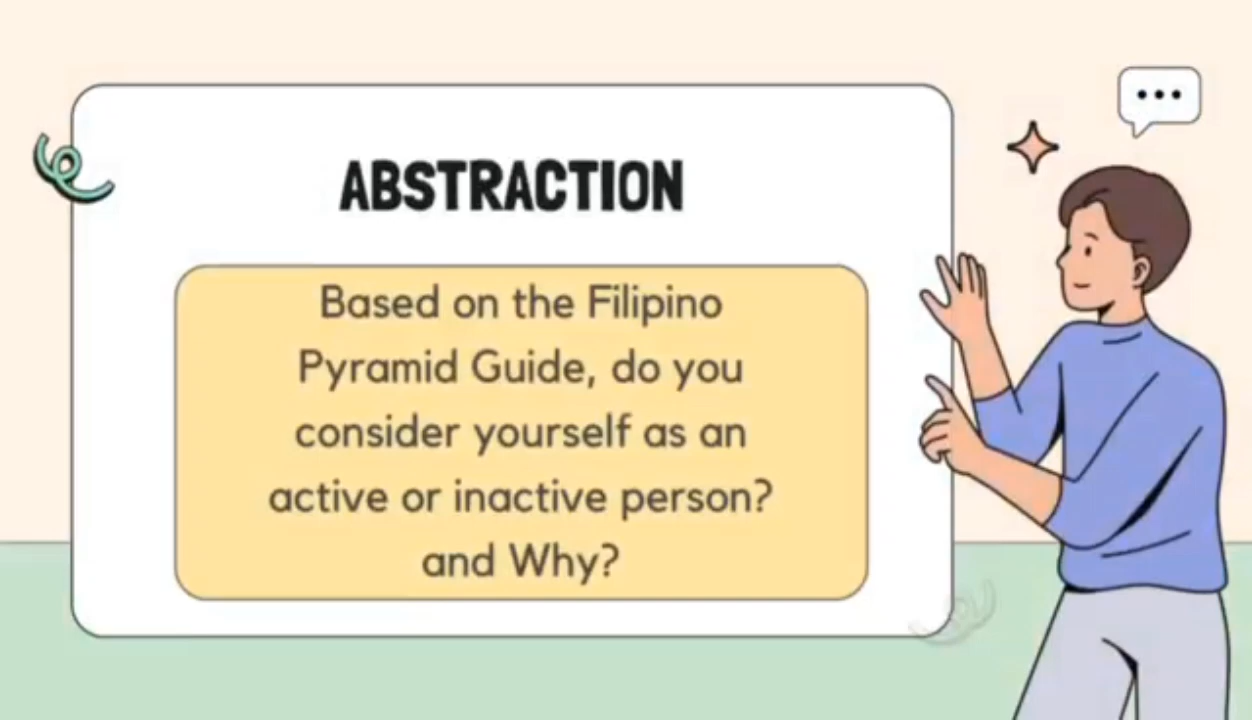 ABSTRACTION
Based on the Filipino
Pyramid Guide, do you
consider yourself as an
active or inactive person?
and Why?